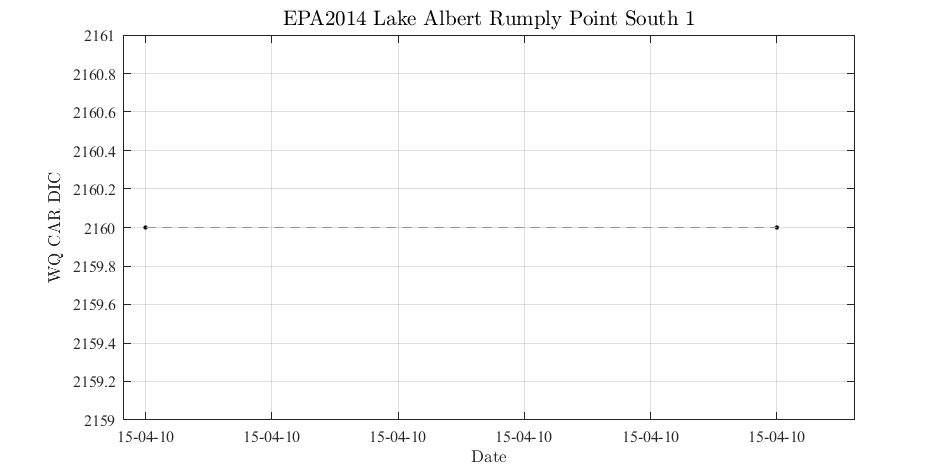 EPA2014 Lake Albert Rumply Point South 1
2161
2160.8
2160.6
2160.4
2160.2
2160
2159.8
2159.6
2159.4
2159.2
2159
WQ CAR DIC
15-04-10 15-04-10 15-04-10 15-04-10 15-04-10 15-04-10
Date